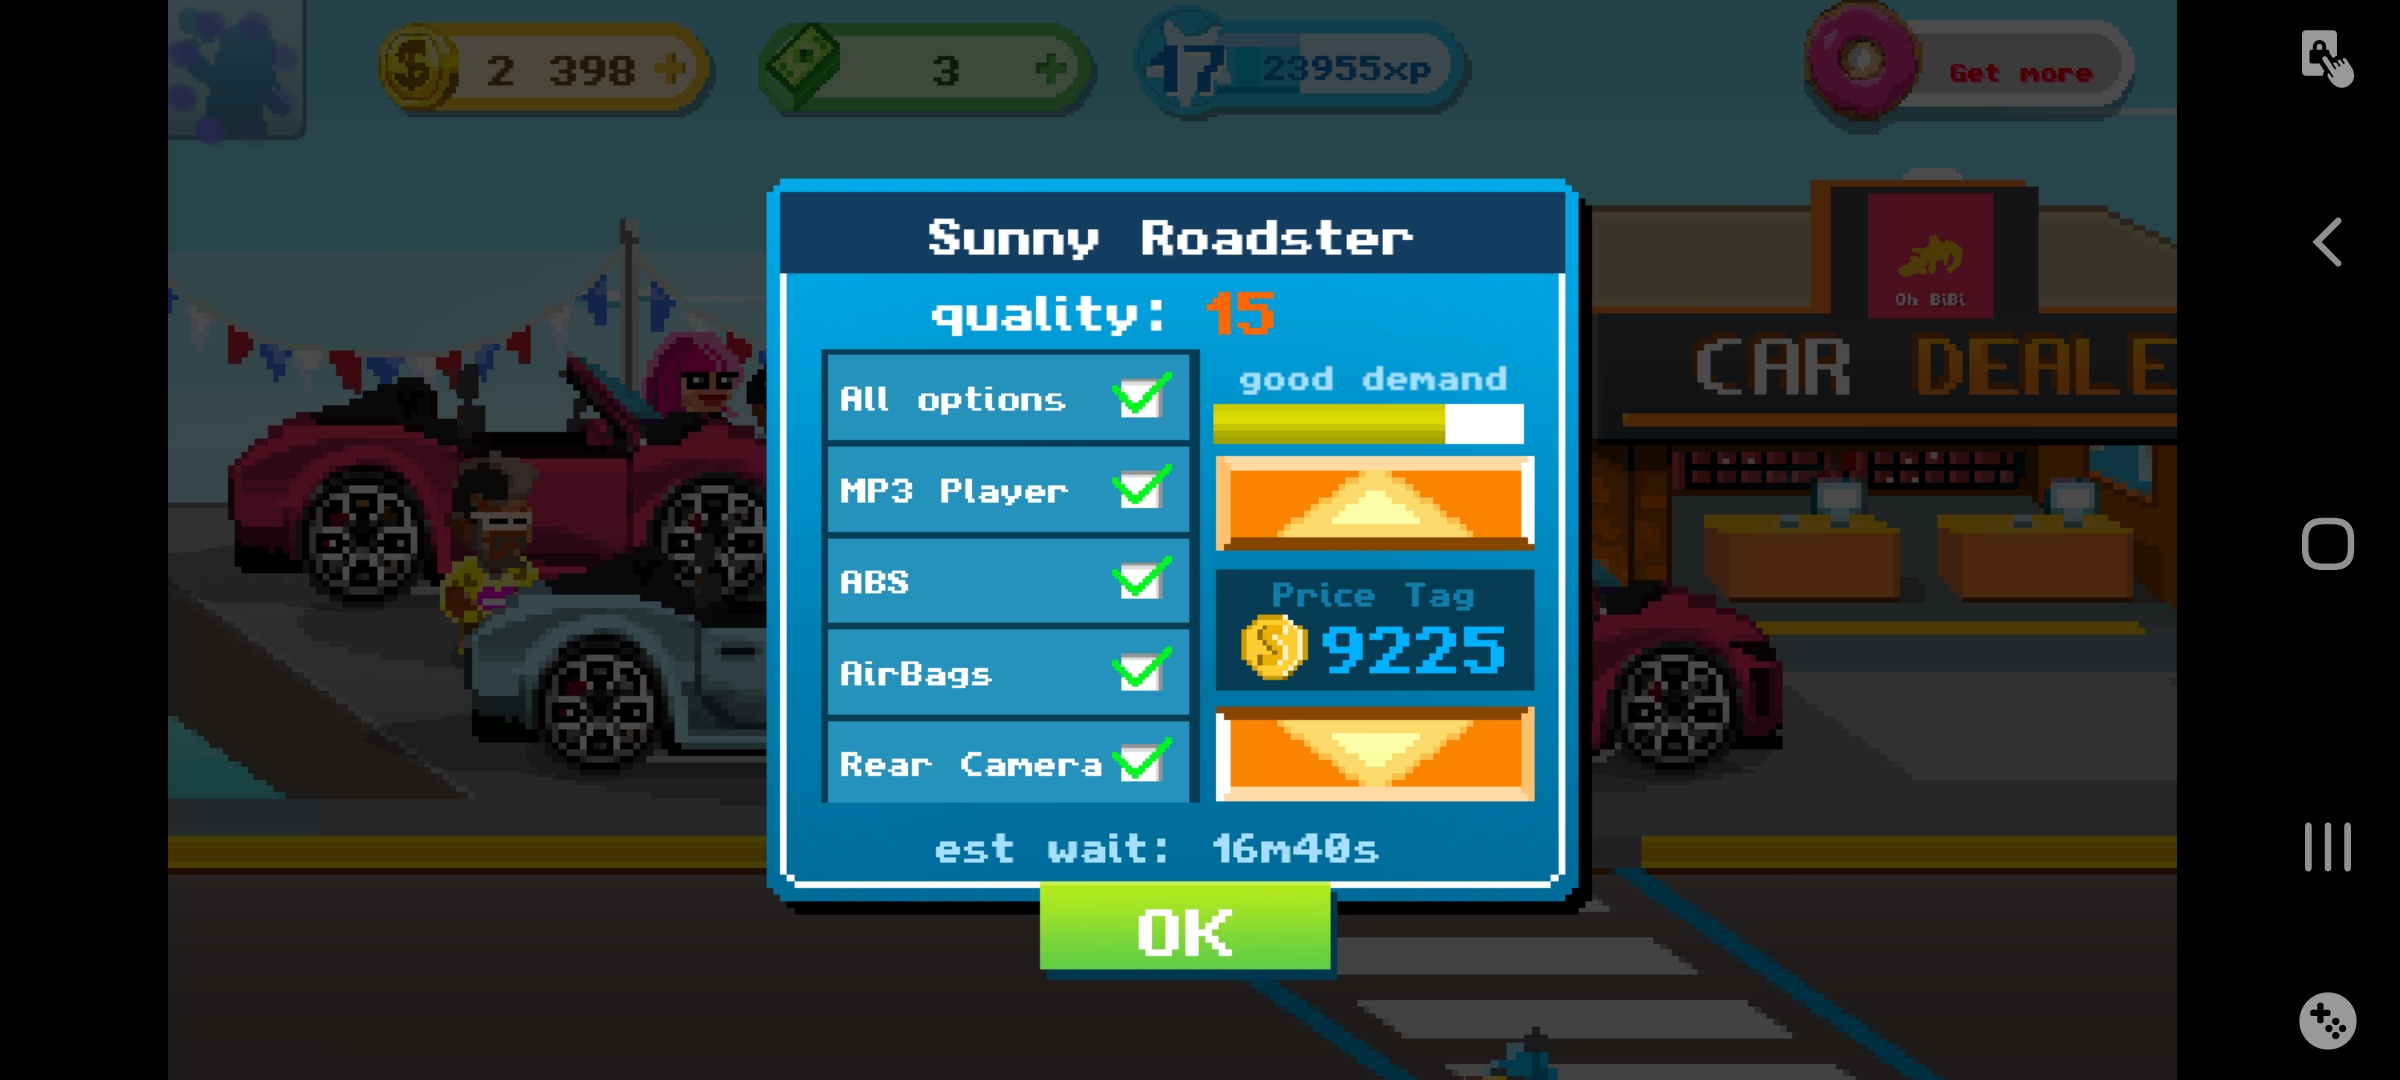 2 398
3
17
23955xp
Get more
Sunny Roadster
quality: 15
All options
MP3 Player
ABS
AirBags
Rear Camera
good demand
Price Tag
9225
est wait: 16m40s
OK
Oh BiBi
CAR DEALE